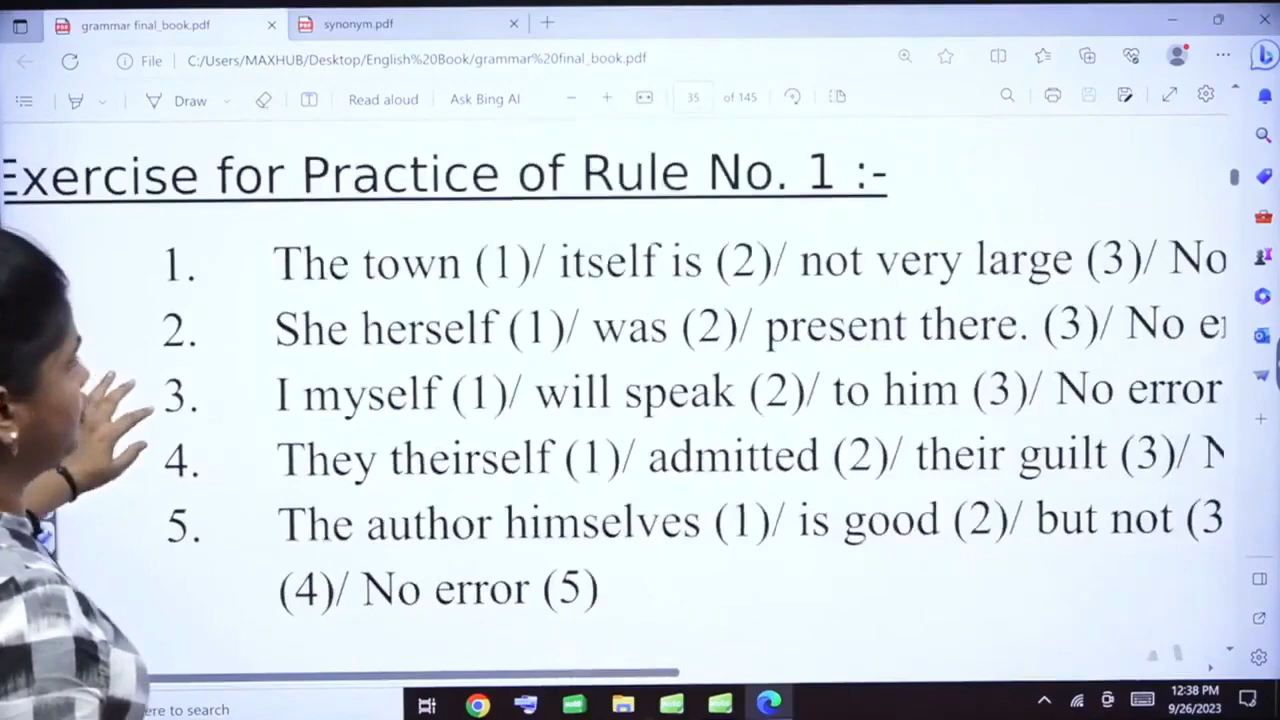 grammar final_book.pdf
synonym.pdf
File C:/Users/MAXHUB/Desktop/English%20Book/grammar%20final_book.pdf
Draw Read aloud Ask Bing AI 35 of 145
Exercise for Practice of Rule No. 1 :-
1. The town (1)/ itself is (2)/ not very large (3)/ No
2. She herself (1)/ was (2)/ present there. (3)/ No er
3. I myself (1)/ will speak (2)/ to him (3)/ No error
4. They theirself (1)/ admitted (2)/ their guilt (3)/ N
5. The author himselves (1)/ is good (2)/ but not (3
(4)/ No error (5)
ere to search
12:38 PM
9/26/2023